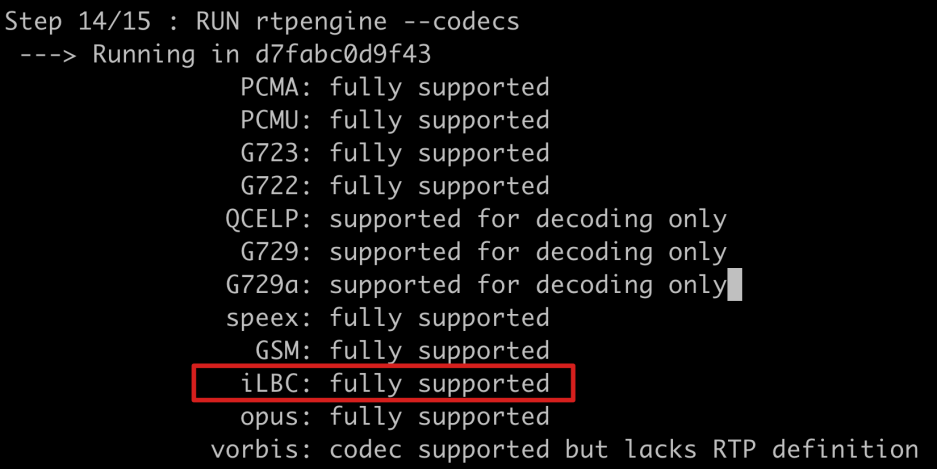 Step 14/15 : RUN rtpengine --codecs
---> Running in d7fabc0d9f43
PCMA: fully supported
PCMU: fully supported
G723: fully supported
G722: fully supported
QCELP: supported for decoding only
G729: supported for decoding only
G729a: supported for decoding only
speex: fully supported
GSM: fully supported
iLBC: fully supported
opus: fully supported
vorbis: codec supported but lacks RTP definition